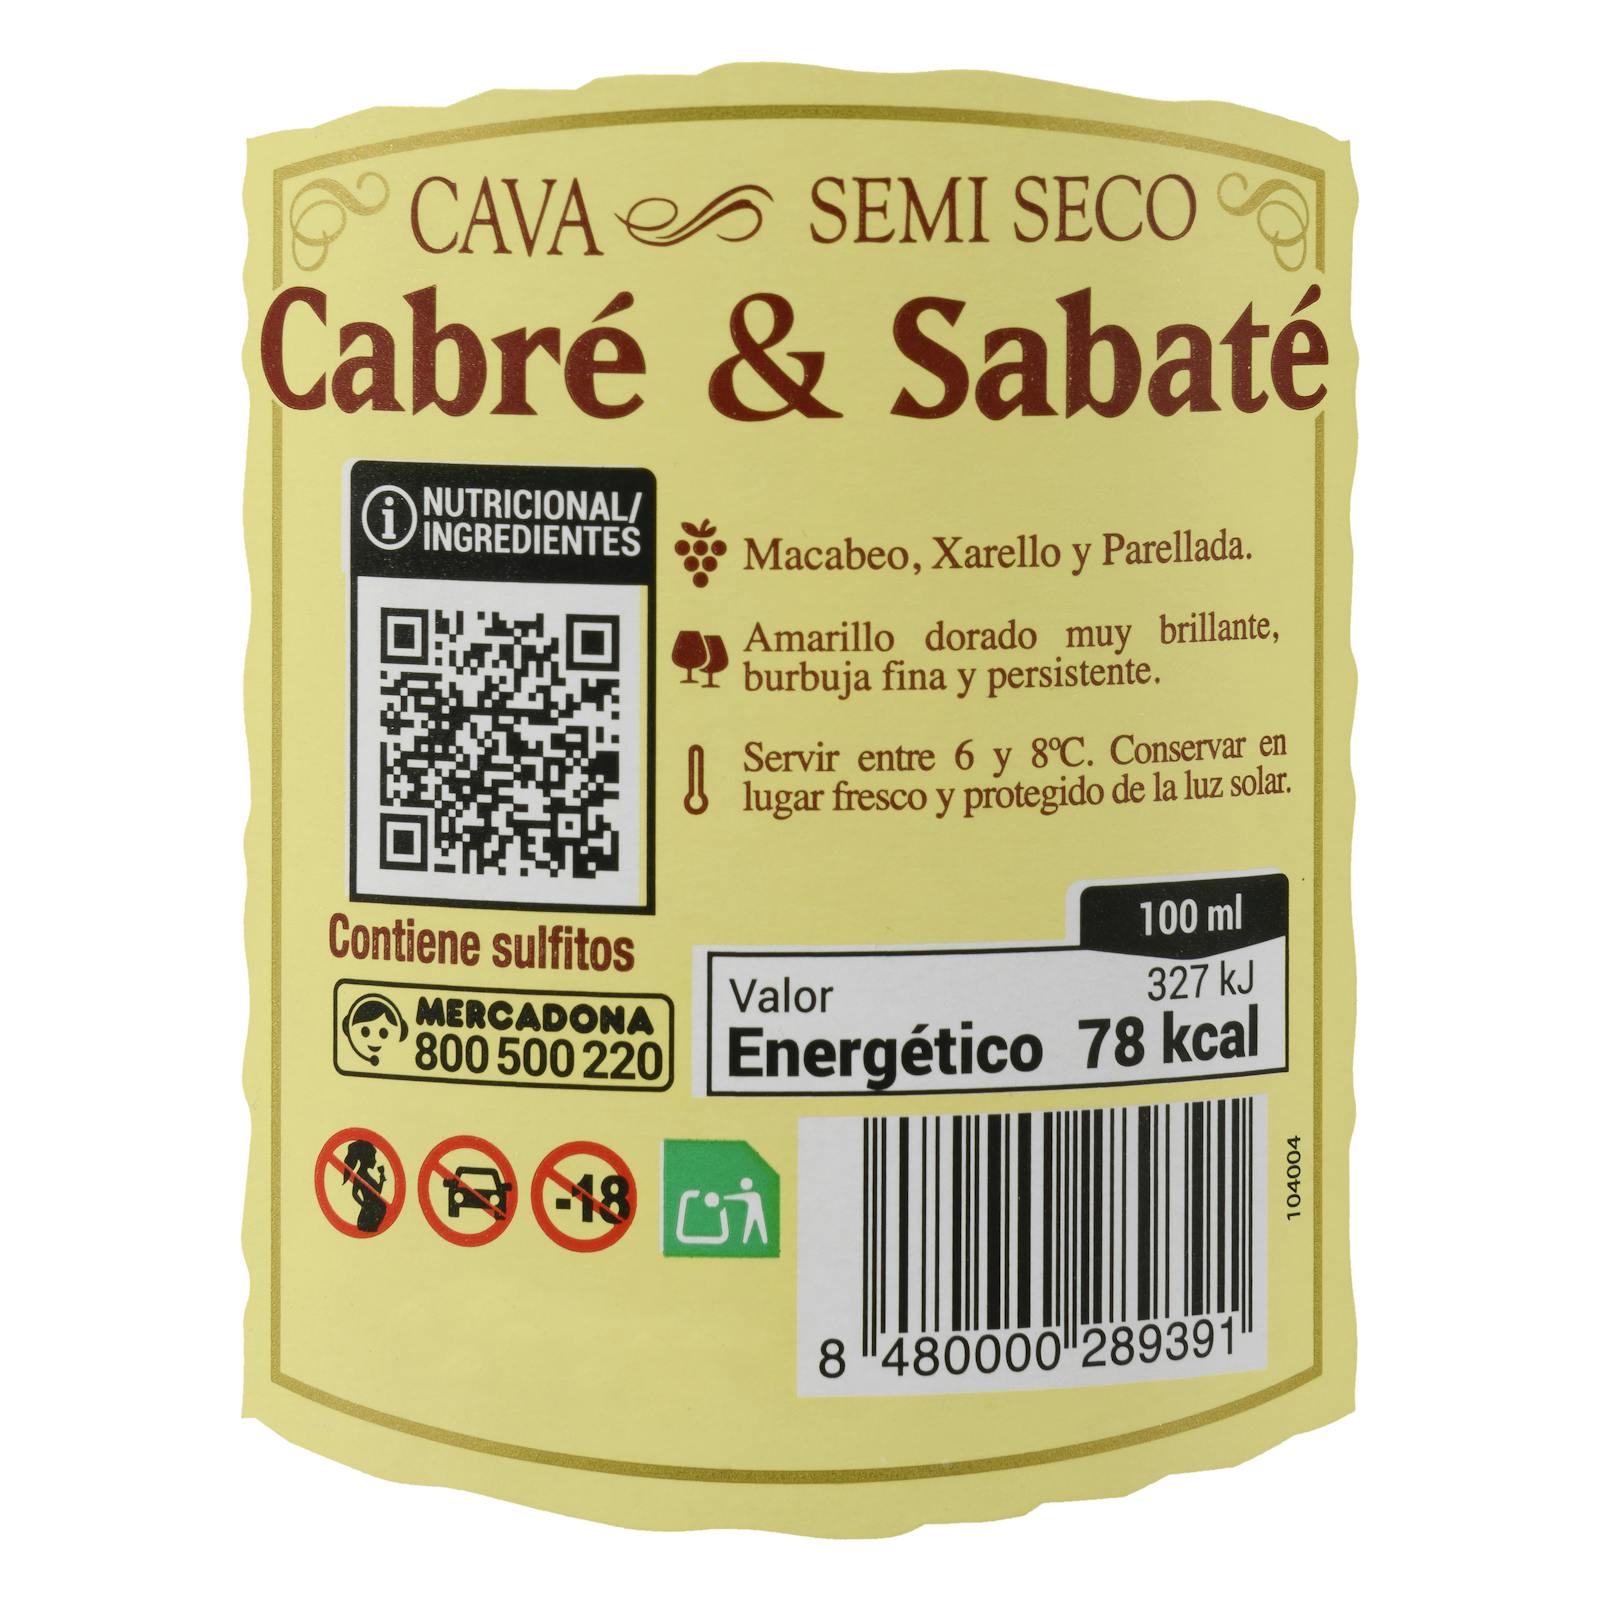 CAVA SEMI SECO
Cabré & Sabaté
i NUTRICIONAL/
INGREDIENTES
Macabeo, Xarello y Parellada.
Amarillo dorado muy brillante,
burbuja fina y persistente.
Servir entre 6 y 8ºC. Conservar en
lugar fresco y protegido de la luz solar.
Contiene sulfitos
MERCADONA
800 500 220
100 ml
Valor 327 kJ
Energético 78 kcal
-18
104004
8 480000 289391